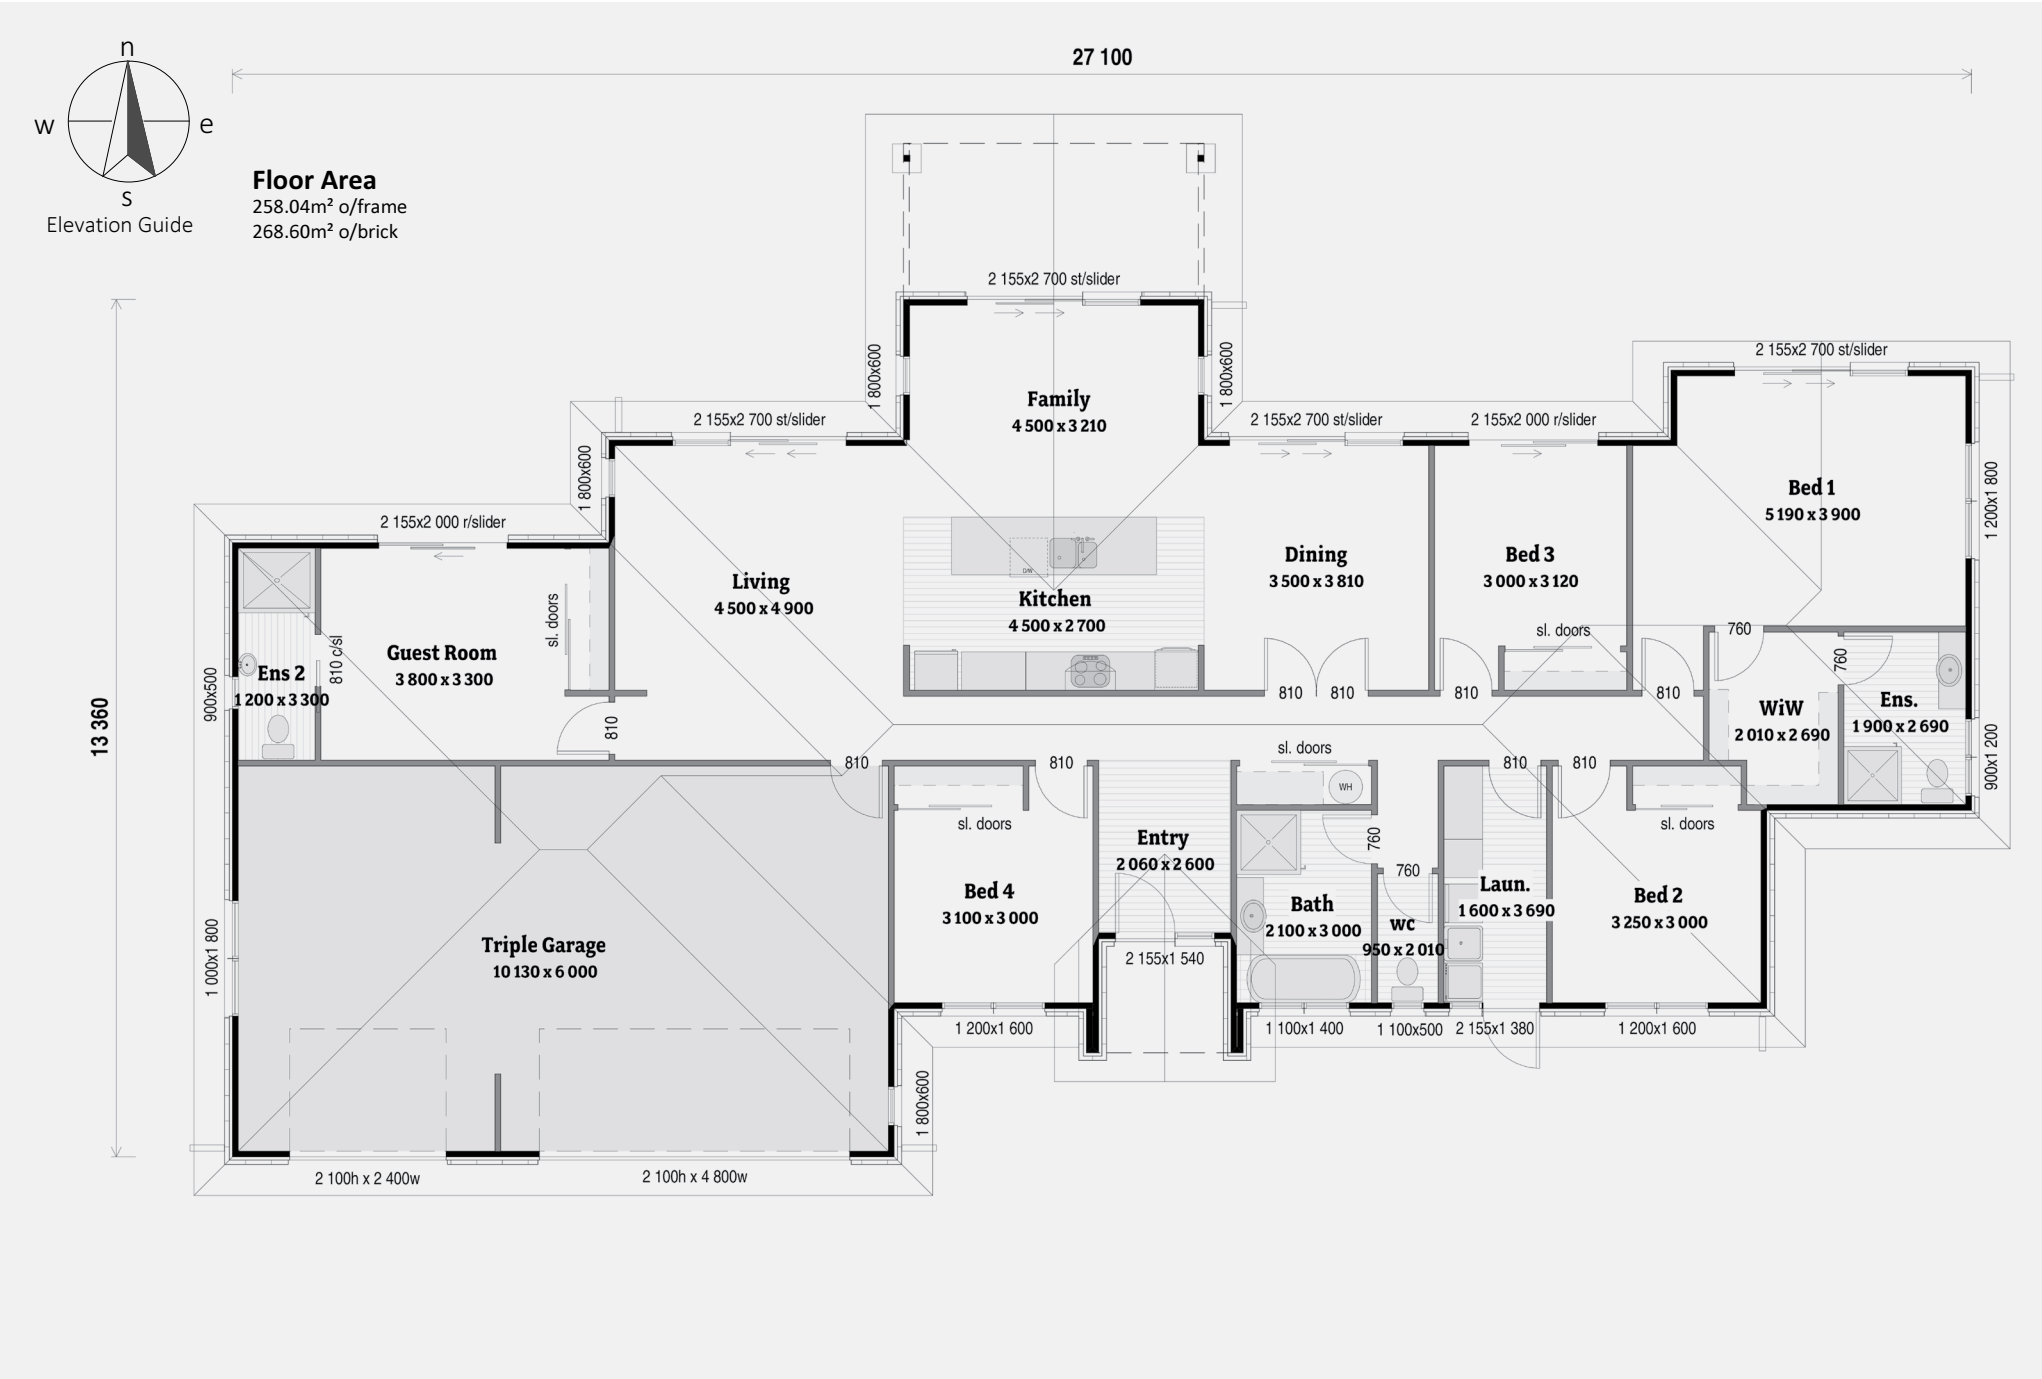 27 100
n
w
e
s
Elevation Guide
Floor Area
258.04m² o/frame
268.60m² o/brick
2 155x2 700 st/slider
1 800x600
1 800x600
Family
4 500 x 3 210
2 155x2 700 st/slider
2 155x2 700 st/slider
2 155x2 000 r/slider
2 155x2 700 st/slider
1 800x600
Bed 1
5 190 x 3 900
1 200x1 800
2 155x2 000 r/slider
sl. doors
Living
4 500 x 4 900
D/W
Kitchen
4 500 x 2 700
Dining
3 500 x 3 810
Bed 3
3 000 x 3 120
sl. doors
760
760
13 360
900x500
Ens 2
1 200 x 3 300
810 c/sl
Guest Room
3 800 x 3 300
810
810
810
810
810
WiW
2 010 x 2 690
Ens.
1 900 x 2 690
900x1 200
810
810
sl. doors
WH
810
810
sl. doors
sl. doors
760
760
Entry
2 060 x 2 600
Bed 4
3 100 x 3 000
Bath
2 100 x 3 000
wc
950 x 2 010
Laun.
1 600 x 3 690
Bed 2
3 250 x 3 000
1 000x1 800
Triple Garage
10 130 x 6 000
2 155x1 540
1 200x1 600
1 100x1 400
1 100x500
2 155x1 380
1 200x1 600
1 800x600
2 100h x 2 400w
2 100h x 4 800w